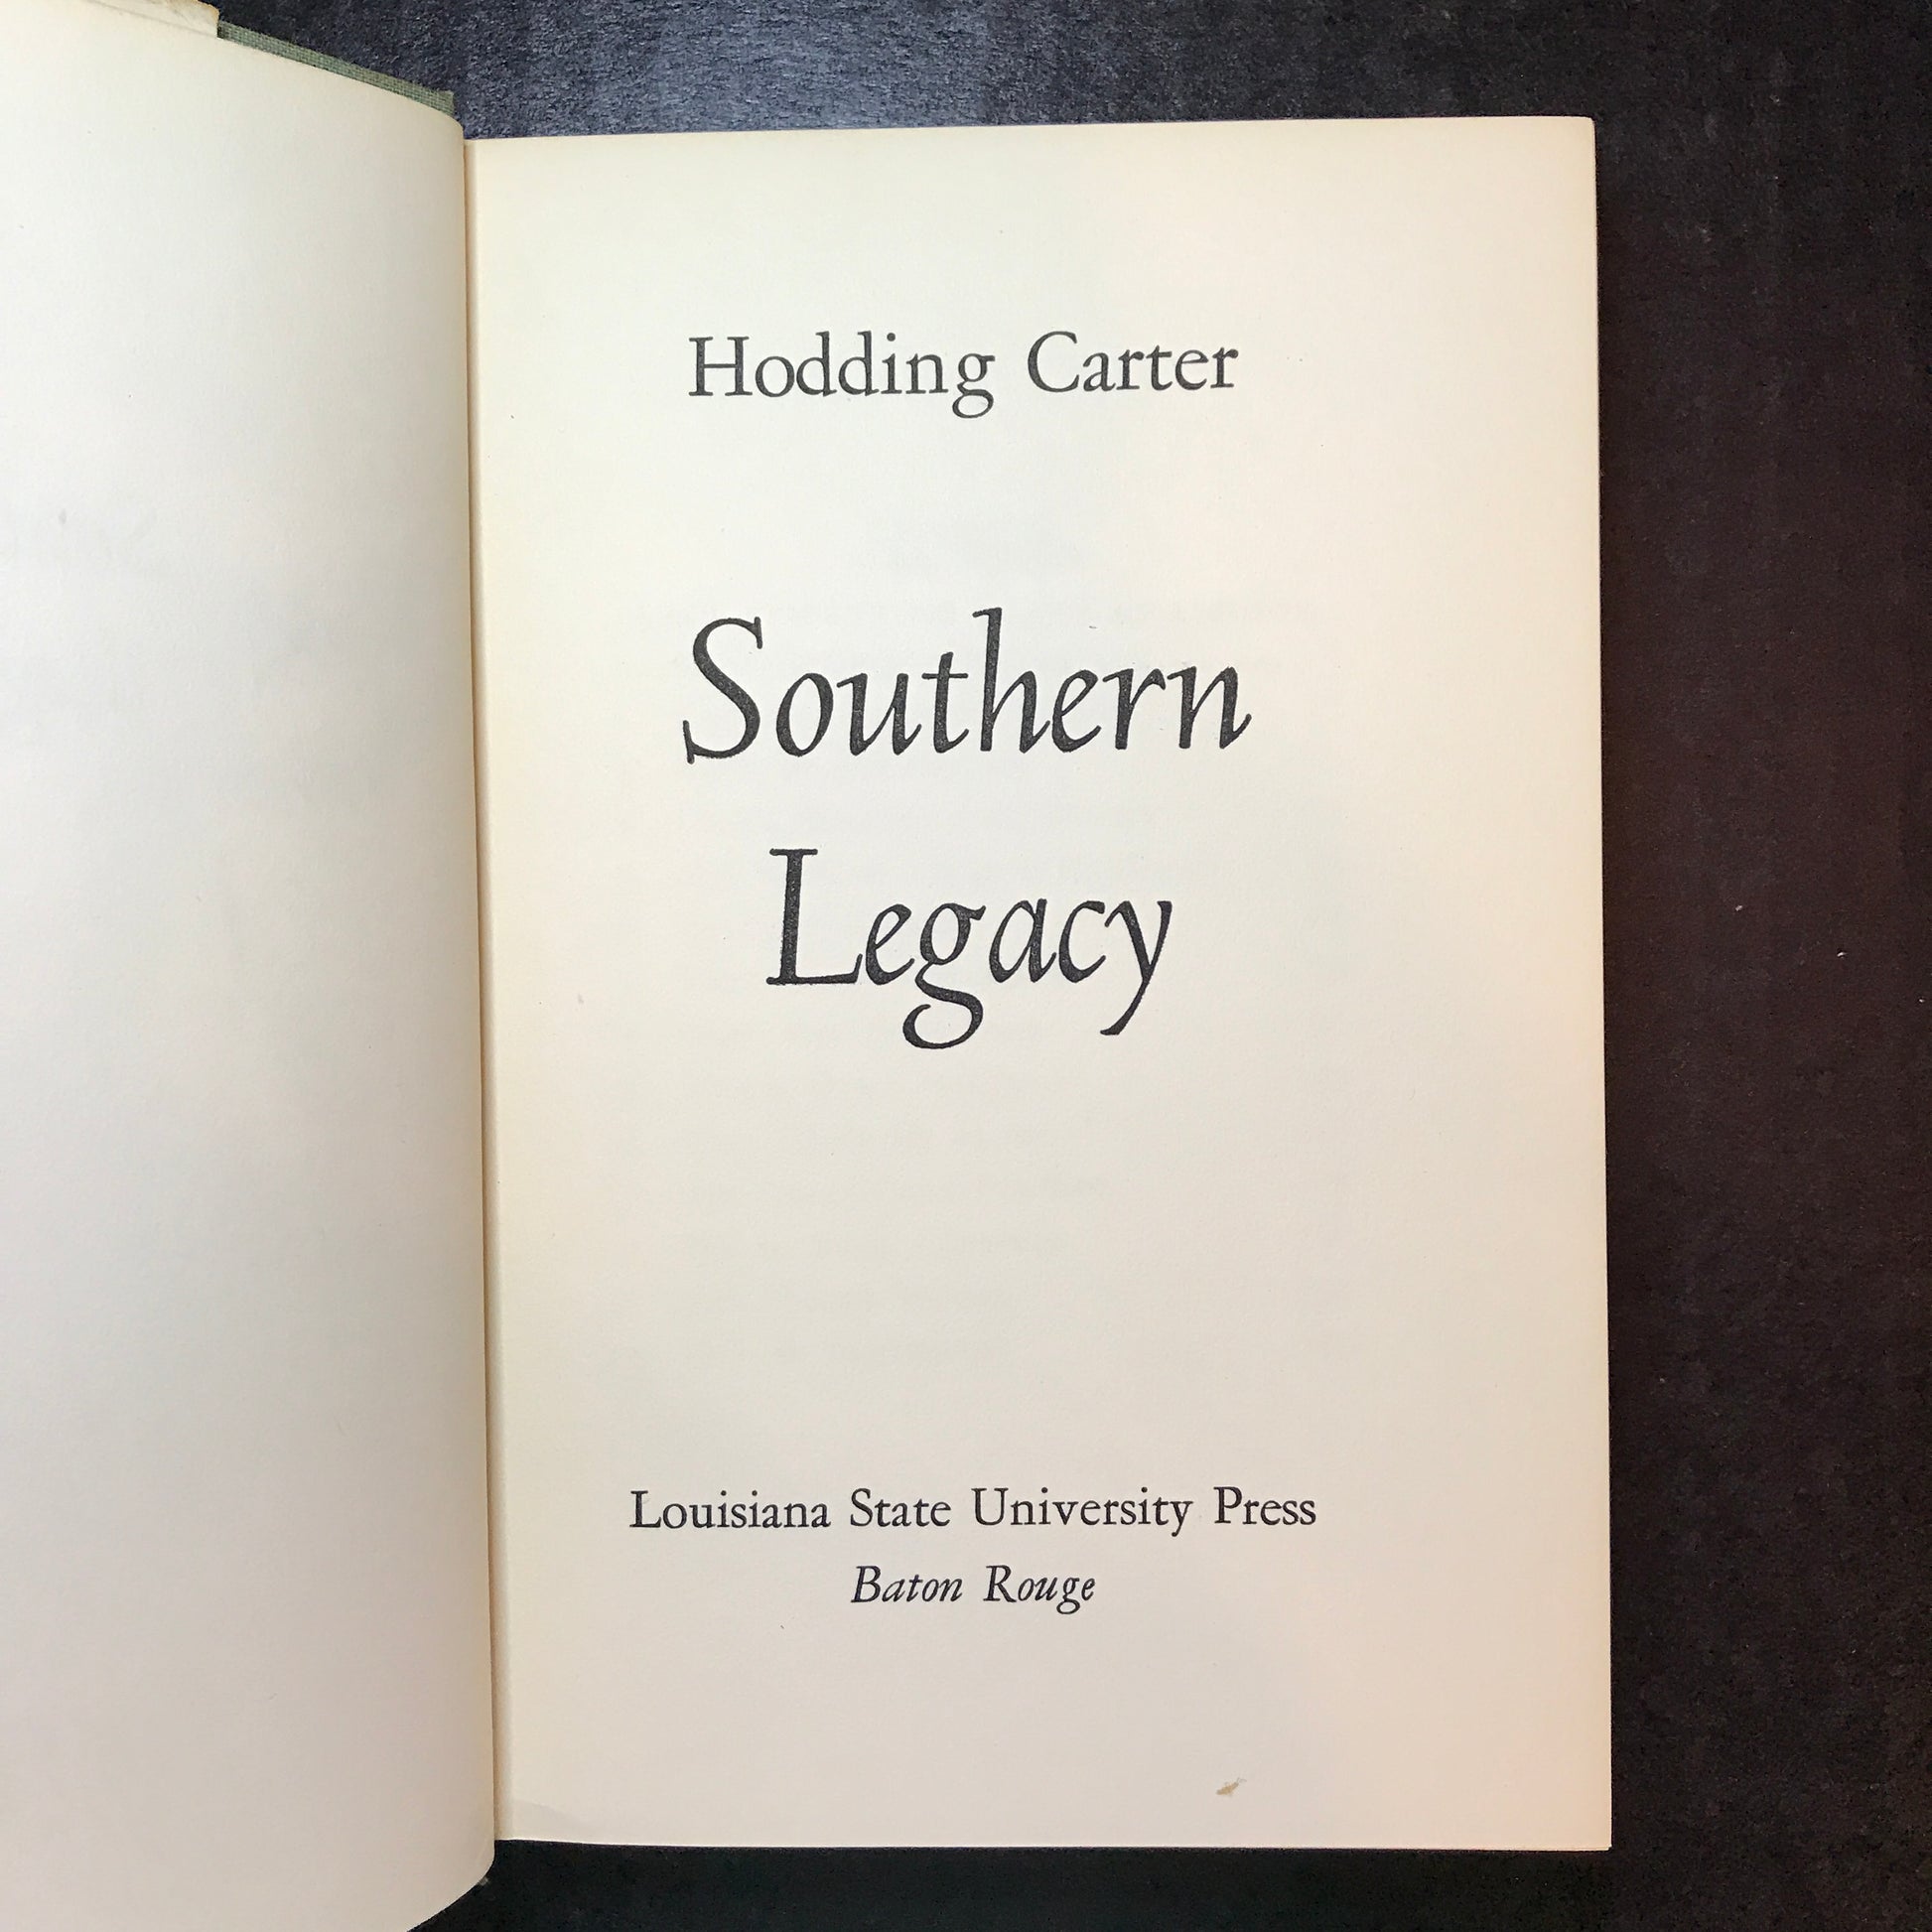 Hodding Carter
Southern
Legacy
Louisiana State University Press
Baton Rouge